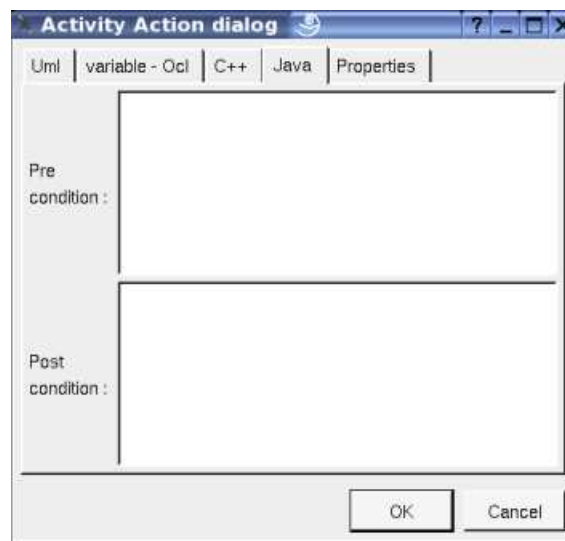 Activity Action dialog
Uml variable - Ocl C++ Java Properties
Pre
condition :
Post
condition :
OK Cancel